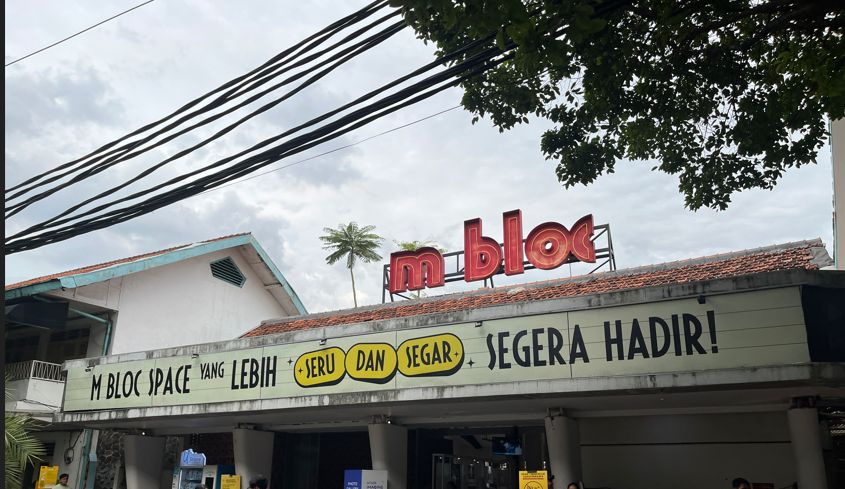 m bloc
M BLOC SPACE YANG LEBIH SERU DAN SEGAR SEGERA HADIR!